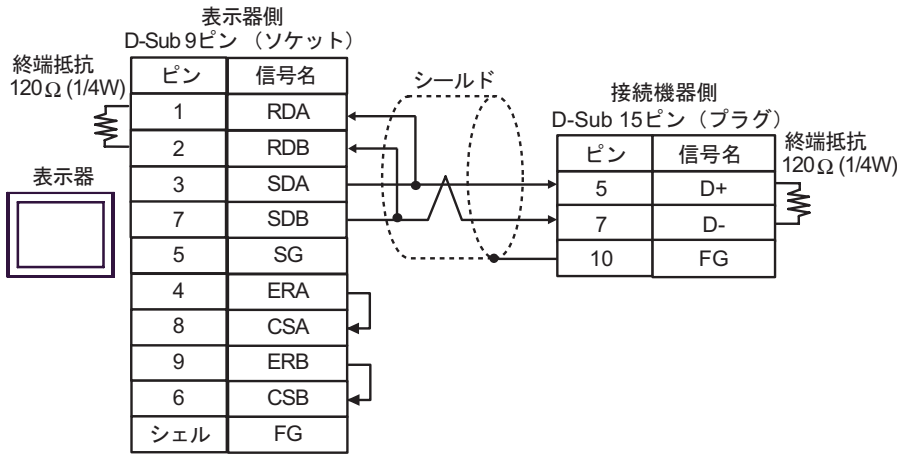 表示器側
D-Sub 9ピン （ソケット）
終端抵抗
120Ω (1/4W)
ピン 信号名
1 RDA
2 RDB
3 SDA
7 SDB
5 SG
4 ERA
8 CSA
9 ERB
6 CSB
シェル FG
表示器
シールド
接続機器側
D-Sub 15ピン（プラグ）
ピン 信号名
5 D+
7 D-
10 FG
終端抵抗
120Ω (1/4W)